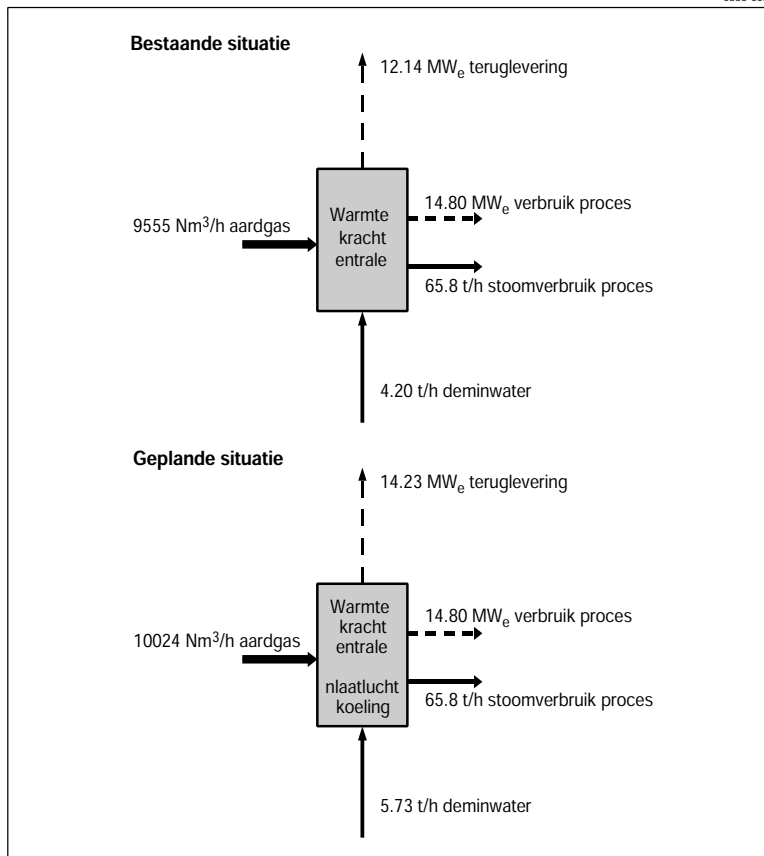 Bestaande situatie
12.14 MWe teruglevering
Warmte
kracht
entrale
14.80 MWe verbruik proces
9555 Nm³/h aardgas
65.8 t/h stoomverbruik proces
4.20 t/h deminwater
Geplande situatie
14.23 MWe teruglevering
Warmte
kracht
entrale
nlaatlucht
koeling
14.80 MWe verbruik proces
10024 Nm³/h aardgas
65.8 t/h stoomverbruik proces
5.73 t/h deminwater